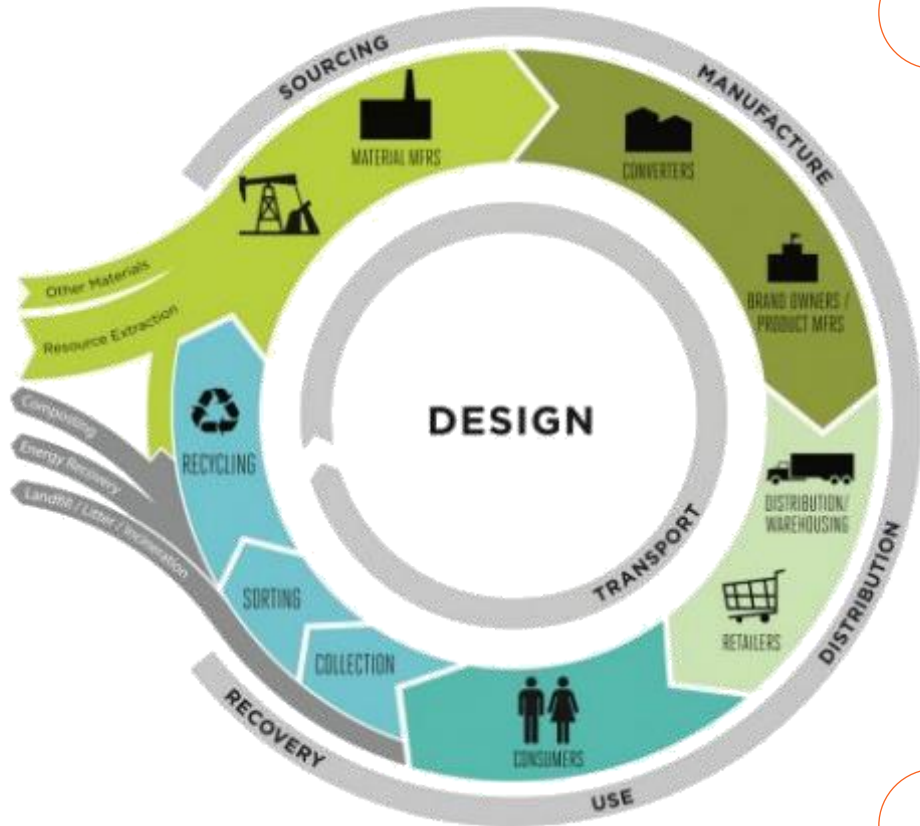 SOURCING
MATERIAL MFRS
MANUFACTURE
CONVERTERS
BRAND OWNERS /
PRODUCT MFRS
Other Materials
Resource Extraction
Composting
Energy Recovery
Landfill / Litter / Incineration
RECYCLING
DESIGN
DISTRIBUTION/
WAREHOUSING
TRANSPORT
DISTRIBUTION
RETAILERS
SORTING
COLLECTION
CONSUMERS
RECOVERY
USE